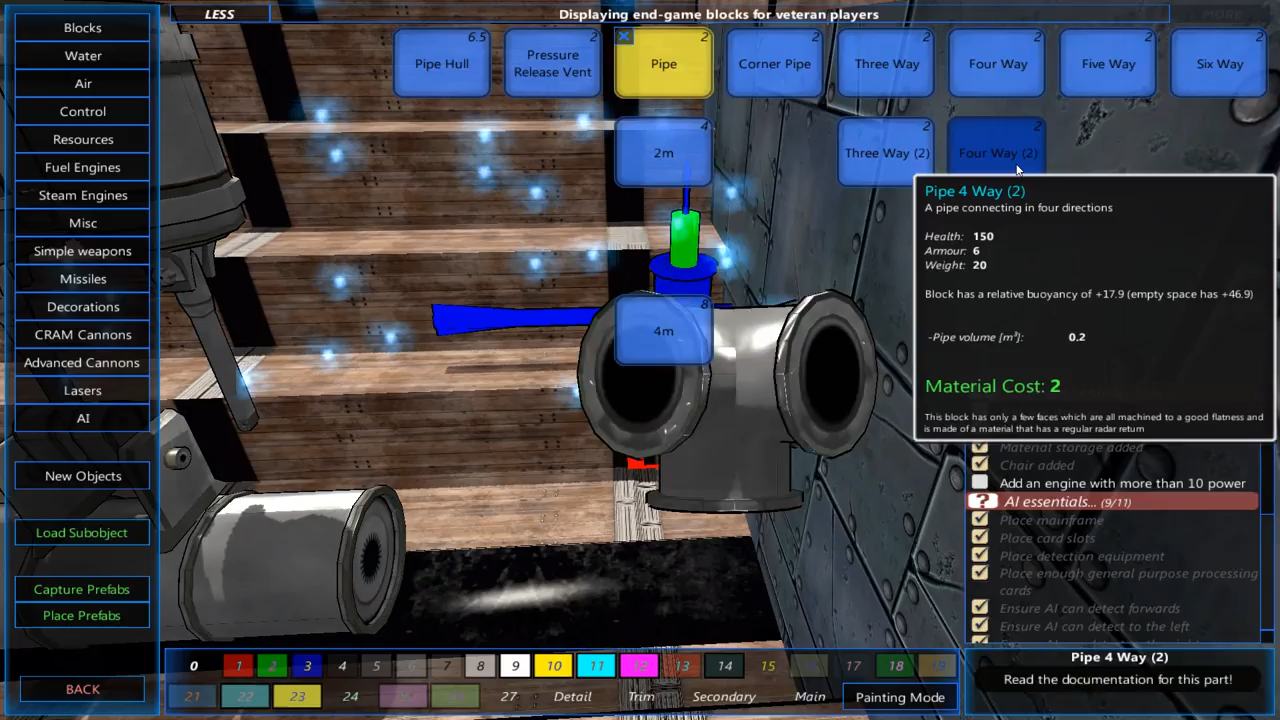 LESS
Displaying end-game blocks for veteran players
MORE
Blocks
Water
Air
Control
Resources
Fuel Engines
Steam Engines
Misc
Simple weapons
Missiles
Decorations
CRAM Cannons
Advanced Cannons
Lasers
AI
New Objects
Load Subobject
Capture Prefabs
Place Prefabs
BACK
6.5
Pipe Hull
2
Pressure
Release Vent
2
Pipe
2
Corner Pipe
2
Three Way
2
Four Way
2
Five Way
2
Six Way
4
2m
2
Three Way (2)
2
Four Way (2)
8
4m
Pipe 4 Way (2)
A pipe connecting in four directions
Health: 150
Armour: 6
Weight: 20
Block has a relative buoyancy of +17.9 (empty space has +46.9)
-Pipe volume [m³]: 0.2
Material Cost: 2
This block has only a few faces which are all machined to a good flatness and
is made of a material that has a regular radar return
Material storage added
Chair added
Add an engine with more than 10 power
? AI essentials... (9/11)
Place mainframe
Place card slots
Place detection equipment
Place enough general purpose processing
cards
Ensure AI can detect forwards
Ensure AI can detect to the left
0 1 2 3 4 5 6 7 8 9 10 11 12 13 14 15 17 18 19
21 22 23 24 27 Detail Trim Secondary Main Painting Mode
Pipe 4 Way (2)
Read the documentation for this part!